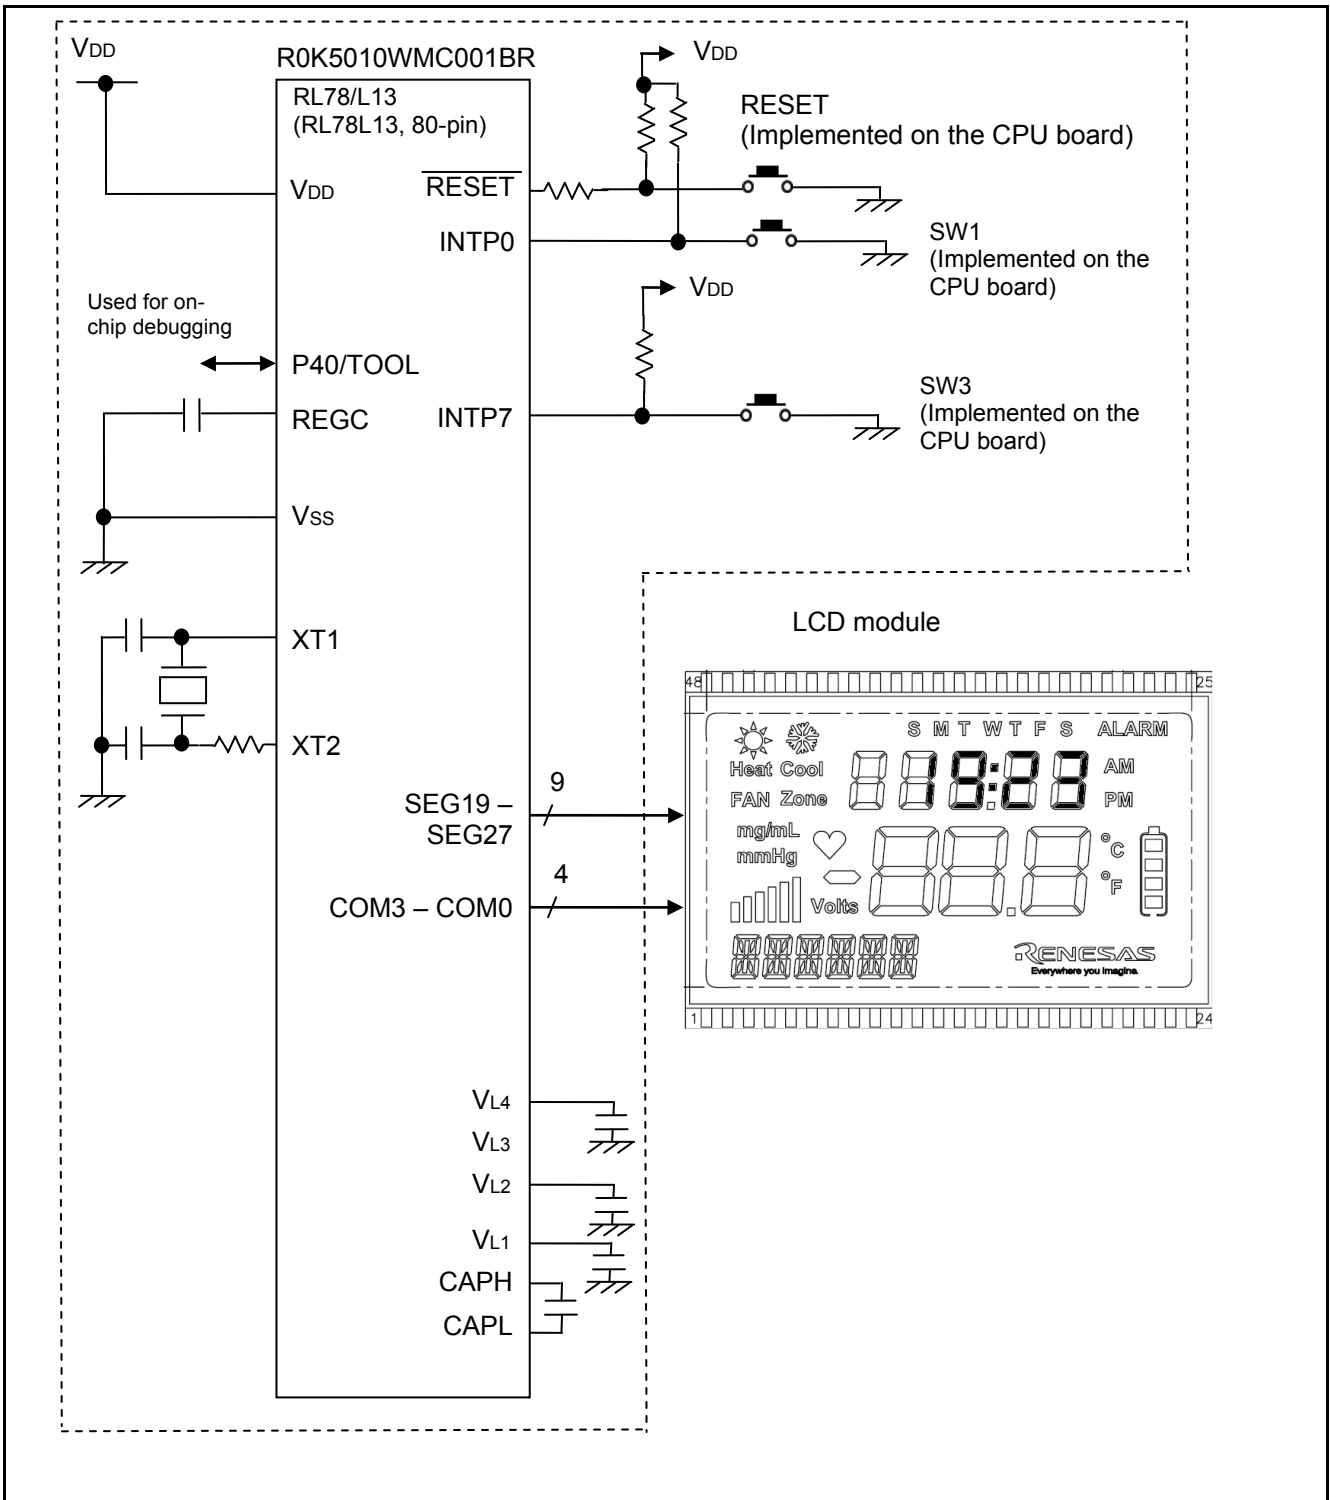 VDD
R0K5010WMC001BR
RL78/L13
(RL78L13, 80-pin)
VDD
RESET
INTP0
Used for on-
chip debugging
P40/TOOL
REGC
INTP7
VSS
XT1
XT2
SEG19 –
SEG27
9
COM3 – COM0
4
VL4
VL3
VL2
VL1
CAPH
CAPL
VDD
RESET
(Implemented on the CPU board)
SW1
(Implemented on the
CPU board)
VDD
SW3
(Implemented on the
CPU board)
LCD module
48
25
S M T W T F S ALARM
Heat Cool
19:23
AM
FAN Zone
PM
mg/mL
mmHg
°C
°F
Volts
RENESAS
Everywhere you imagine.
1
24